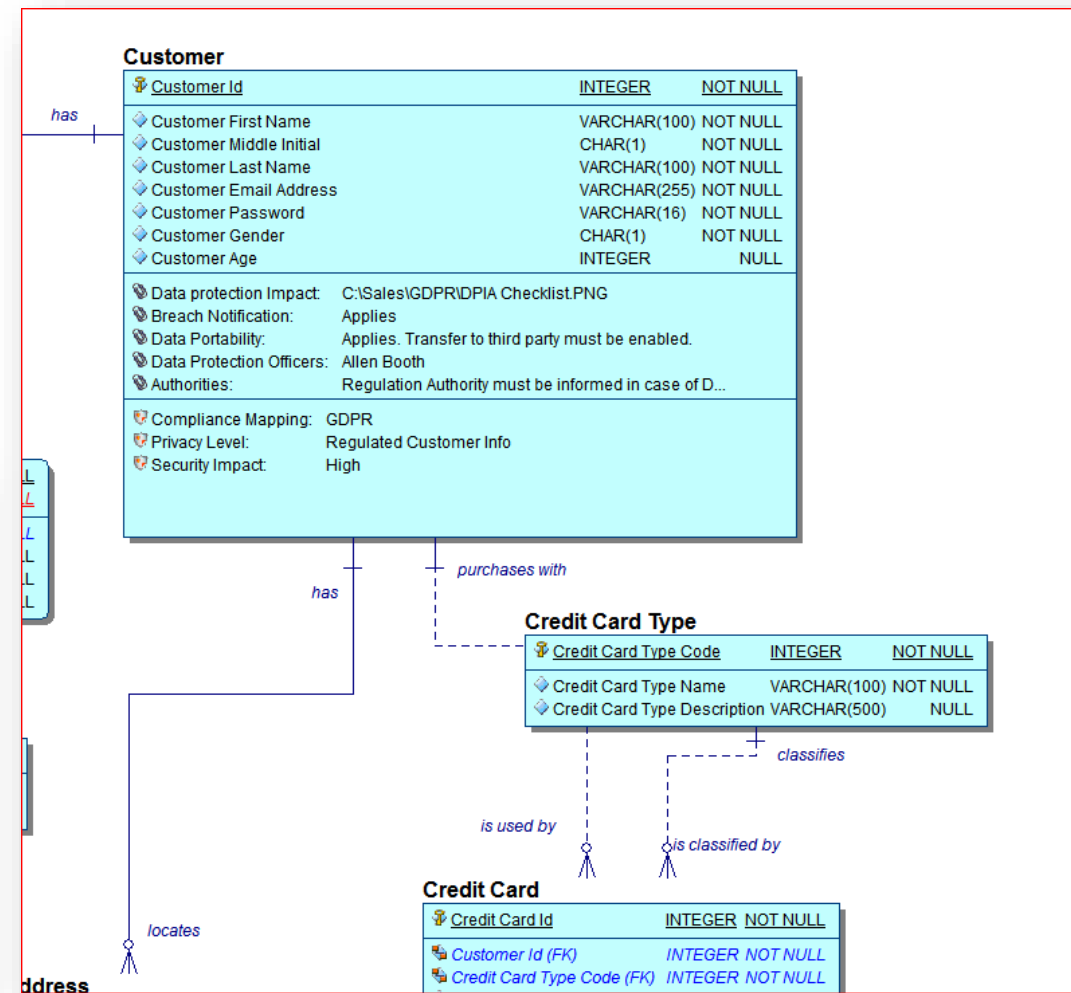 Customer
Customer Id INTEGER NOT NULL
has
Customer First Name VARCHAR(100) NOT NULL
Customer Middle Initial CHAR(1) NOT NULL
Customer Last Name VARCHAR(100) NOT NULL
Customer Email Address VARCHAR(255) NOT NULL
Customer Password VARCHAR(16) NOT NULL
Customer Gender CHAR(1) NOT NULL
Customer Age INTEGER NULL
Data protection Impact: C:\Sales\GDPR\DPIA Checklist.PNG
Breach Notification: Applies
Data Portability: Applies. Transfer to third party must be enabled.
Data Protection Officers: Allen Booth
Authorities: Regulation Authority must be informed in case of D...
Compliance Mapping: GDPR
Privacy Level: Regulated Customer Info
Security Impact: High
LL
LL
LL
LL
LL
LL
purchases with
has
Credit Card Type
Credit Card Type Code INTEGER NOT NULL
Credit Card Type Name VARCHAR(100) NOT NULL
Credit Card Type Description VARCHAR(500) NULL
classifies
is used by
is classified by
Credit Card
Credit Card Id INTEGER NOT NULL
locates
Customer Id (FK) INTEGER NOT NULL
Credit Card Type Code (FK) INTEGER NOT NULL
ddress